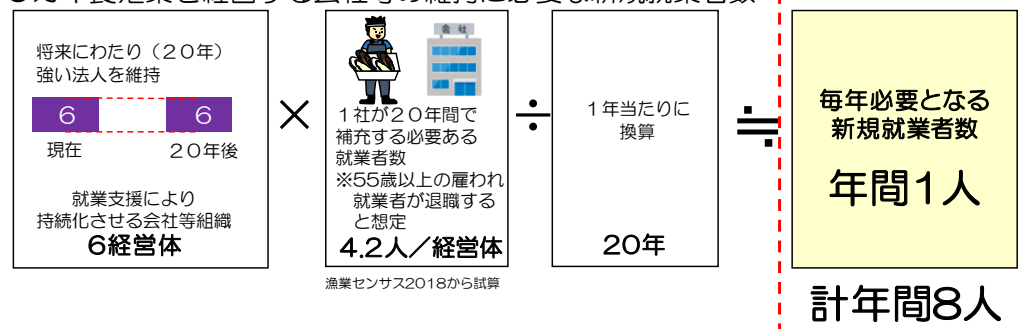 将来にわたり（２０年）
強い法人を維持
６ ６
現在 ２０年後
就業支援により
持続化させる会社等組織
6経営体
×
会社
１社が２０年間で
補充する必要ある
就業者数
※55歳以上の雇われ
就業者が退職する
と想定
4.2人／経営体
漁業センサス2018から試算
÷
１年当たりに
換算
20年
≒
毎年必要となる
新規就業者数
年間1人
計年間8人